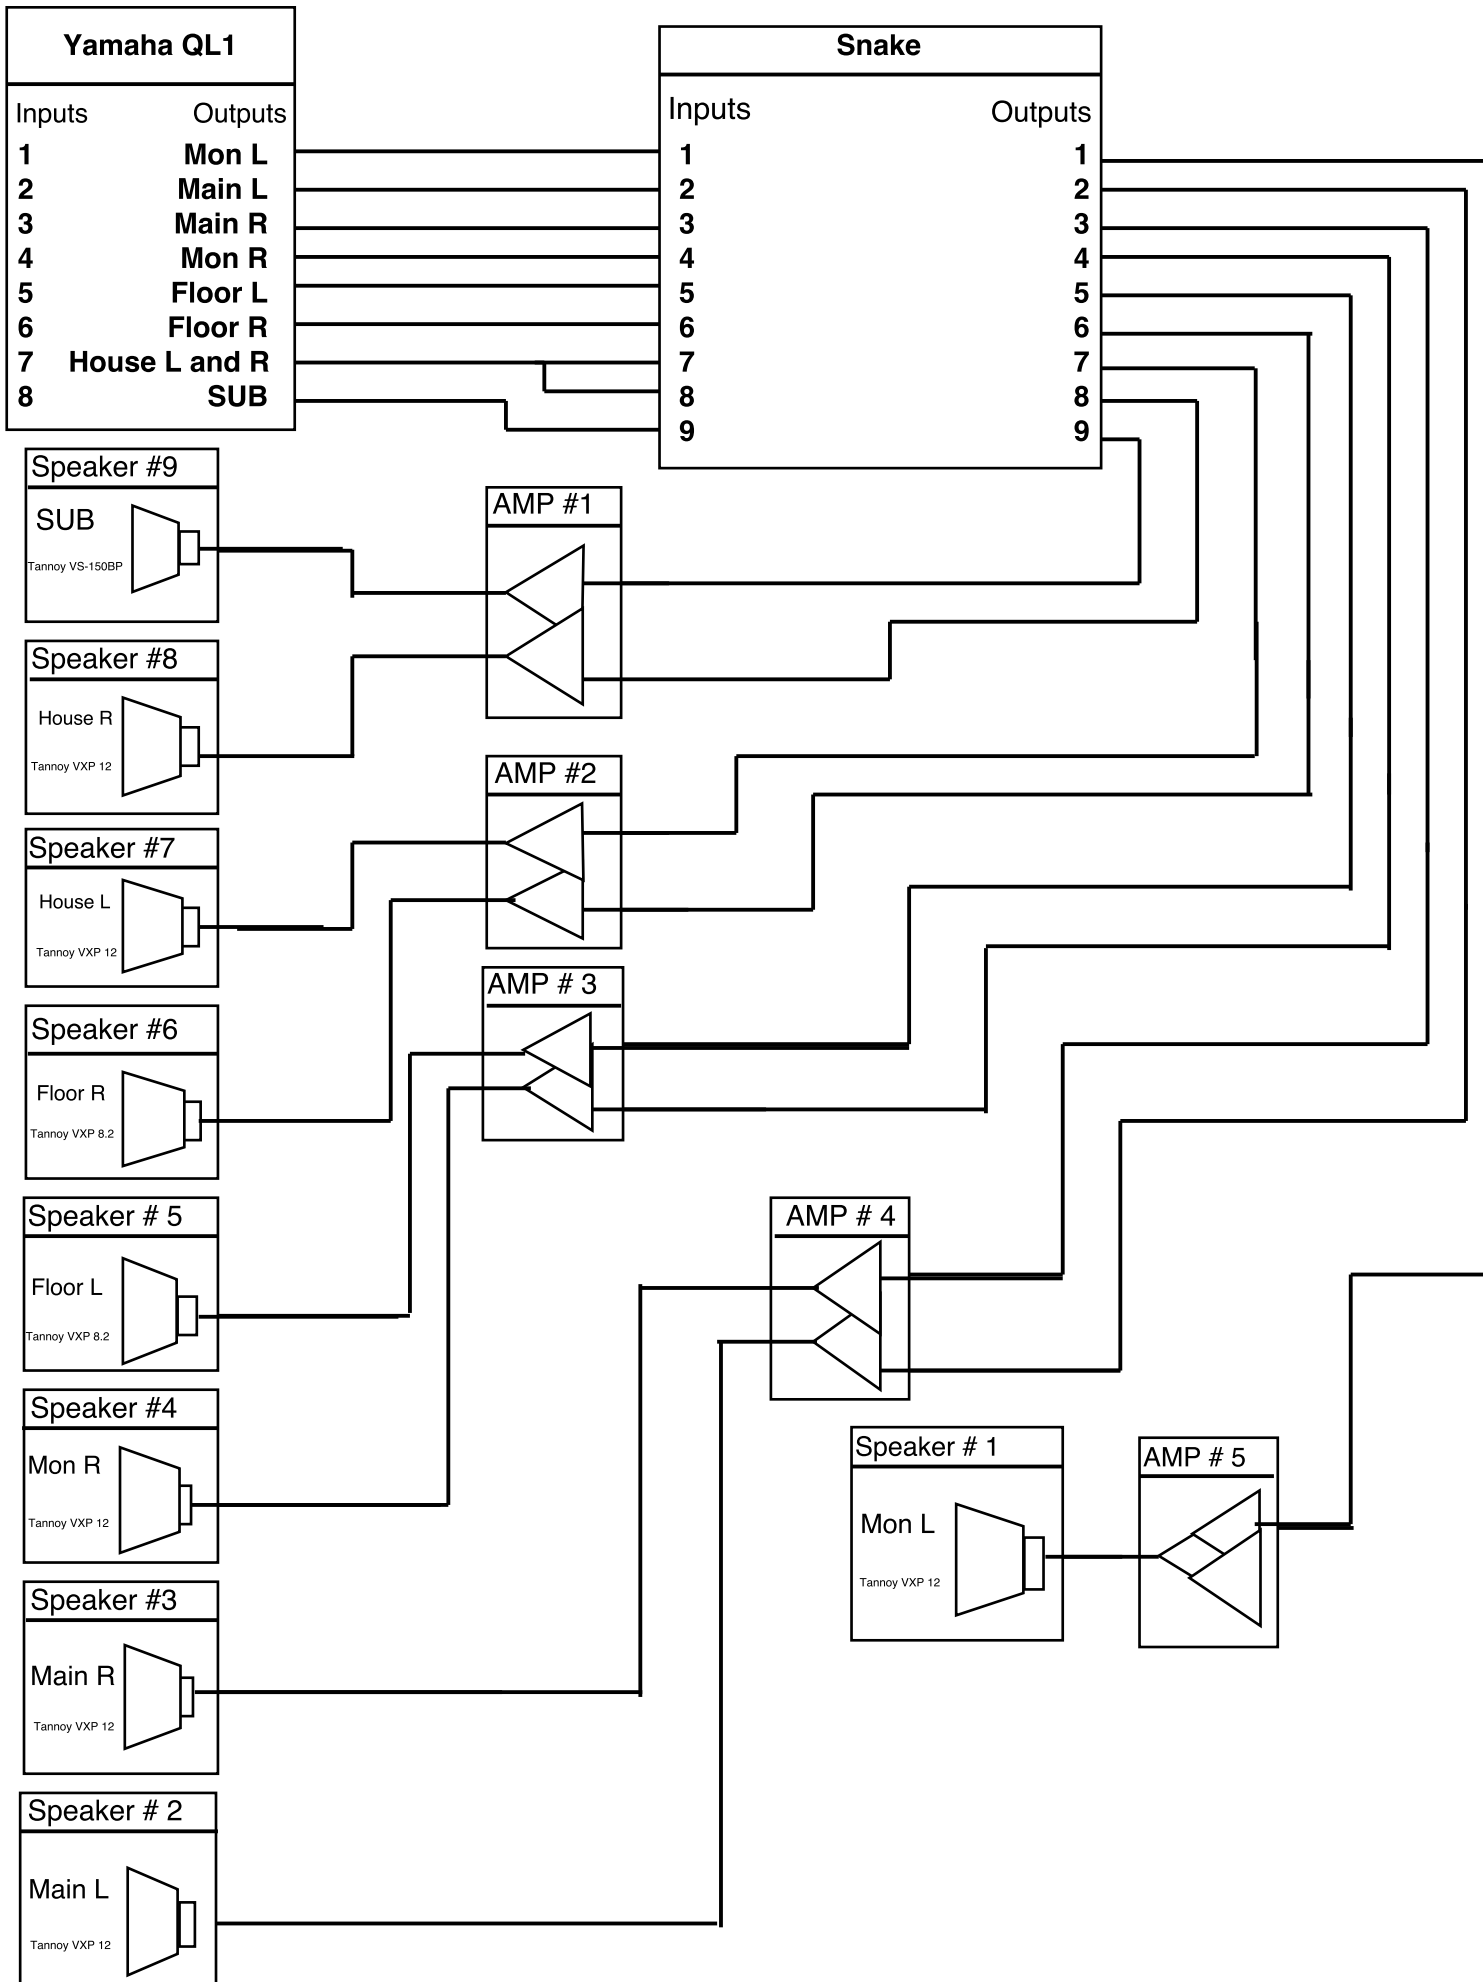 Yamaha QL1
Inputs Outputs
1 Mon L
2 Main L
3 Main R
4 Mon R
5 Floor L
6 Floor R
7 House L and R
8 SUB
Snake
Inputs Outputs
1 1
2 2
3 3
4 4
5 5
6 6
7 7
8 8
9 9
Speaker #9
SUB
Tannoy VS-150BP
AMP #1
Speaker #8
House R
Tannoy VXP 12
AMP #2
Speaker #7
House L
Tannoy VXP 12
AMP # 3
Speaker #6
Floor R
Tannoy VXP 8.2
Speaker # 5
Floor L
Tannoy VXP 8.2
AMP # 4
Speaker #4
Mon R
Tannoy VXP 12
Speaker # 1
Mon L
Tannoy VXP 12
AMP # 5
Speaker #3
Main R
Tannoy VXP 12
Speaker # 2
Main L
Tannoy VXP 12